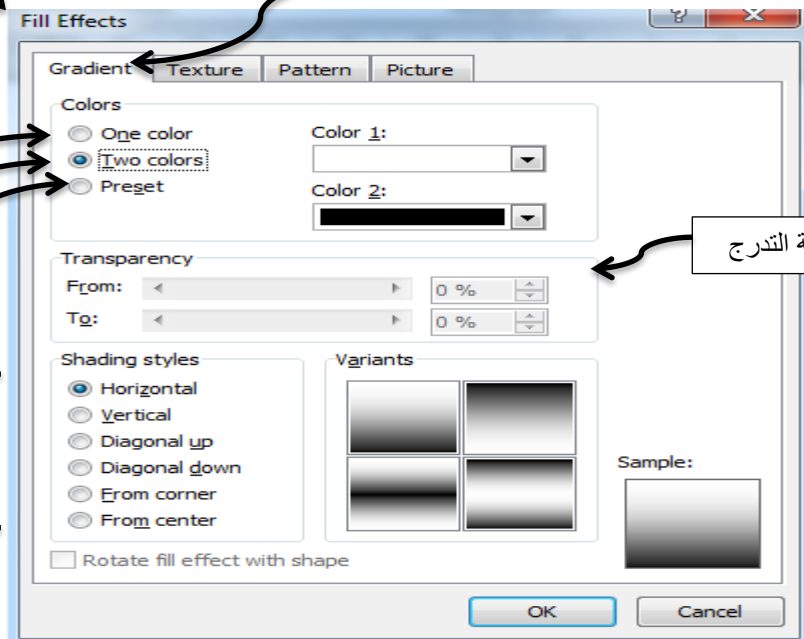 Fill Effects
Gradient Texture Pattern Picture
Colors
One color
Two colors
Preset
Color 1:
Color 2:
Transparency
From: 0 %
To: 0 %
التدرج
Shading styles
Horizontal
Vertical
Diagonal up
Diagonal down
From corner
From center
Variants
Sample:
Rotate fill effect with shape
OK Cancel